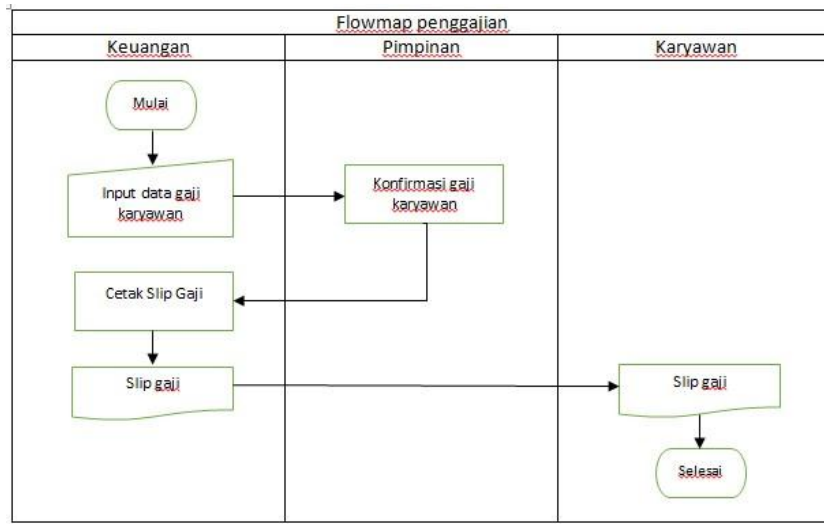 Flowmap penggajian
Keuangan
Pimpinan
Karyawan
Mulai
Input data gaji
karyawan
Konfirmasi gaji
karyawan
Cetak Slip Gaji
Slip gaji
Slip gaji
Selesai